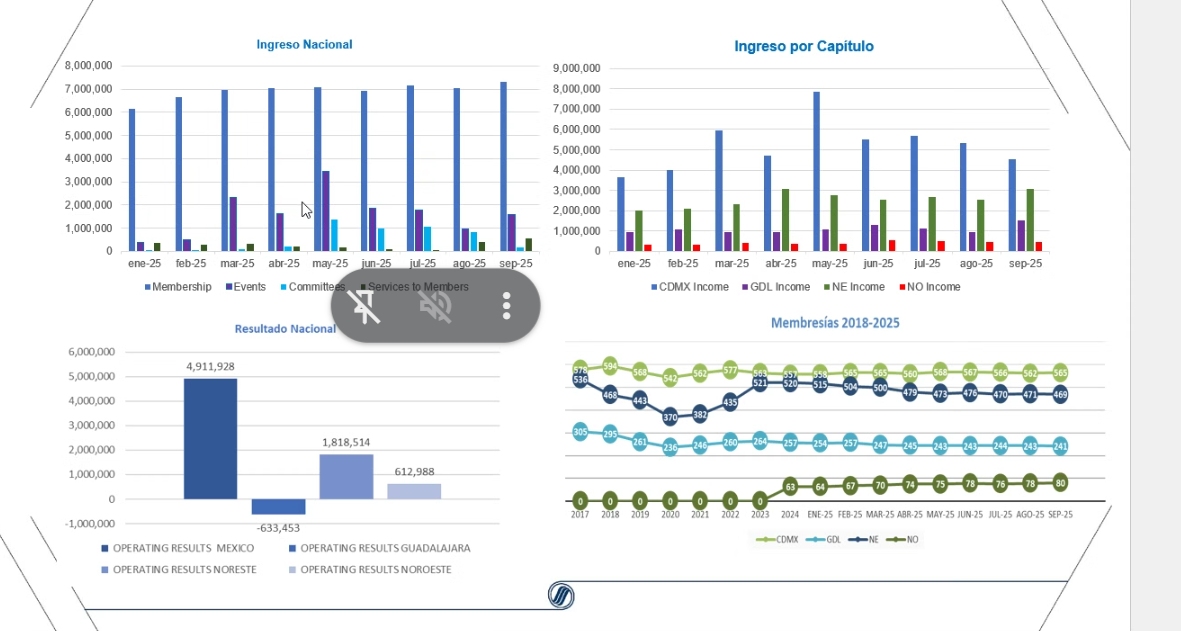 Ingreso Nacional
8,000,000
7,000,000
6,000,000
5,000,000
4,000,000
3,000,000
2,000,000
1,000,000
0
ene-25 feb-25 mar-25 abr-25 may-25 jun-25 jul-25 ago-25 sep-25
Membership Events Committees Services to Members
Ingreso por Capítulo
9,000,000
8,000,000
7,000,000
6,000,000
5,000,000
4,000,000
3,000,000
2,000,000
1,000,000
0
ene-25 feb-25 mar-25 abr-25 may-25 jun-25 jul-25 ago-25 sep-25
CDMX Income GDL Income NE Income NO Income
Resultado Nacional
6,000,000
5,000,000
4,000,000
3,000,000
2,000,000
1,000,000
0
-1,000,000
4,911,928
-633,453
1,818,514
612,988
OPERATING RESULTS MEXICO OPERATING RESULTS GUADALAJARA
OPERATING RESULTS NORESTE OPERATING RESULTS NOROESTE
Membresías 2018-2025
578 594 568 542 562 577 565 565 560 568 567 566 562 565
536 468 443 370 382 435 521 520 515 504 500 479 473 476 470 471 469
305 295 261 236 246 260 264 257 254 257 247 245 243 243 244 243 241
0 0 0 0 0 0 0 63 64 67 70 74 75 78 76 78 80
2017 2018 2019 2020 2021 2022 2023 2024 ENE-25 FEB-25 MAR-25 ABR-25 MAY-25 JUN-25 JUL-25 AGO-25 SEP-25
CDMX GDL NE NO